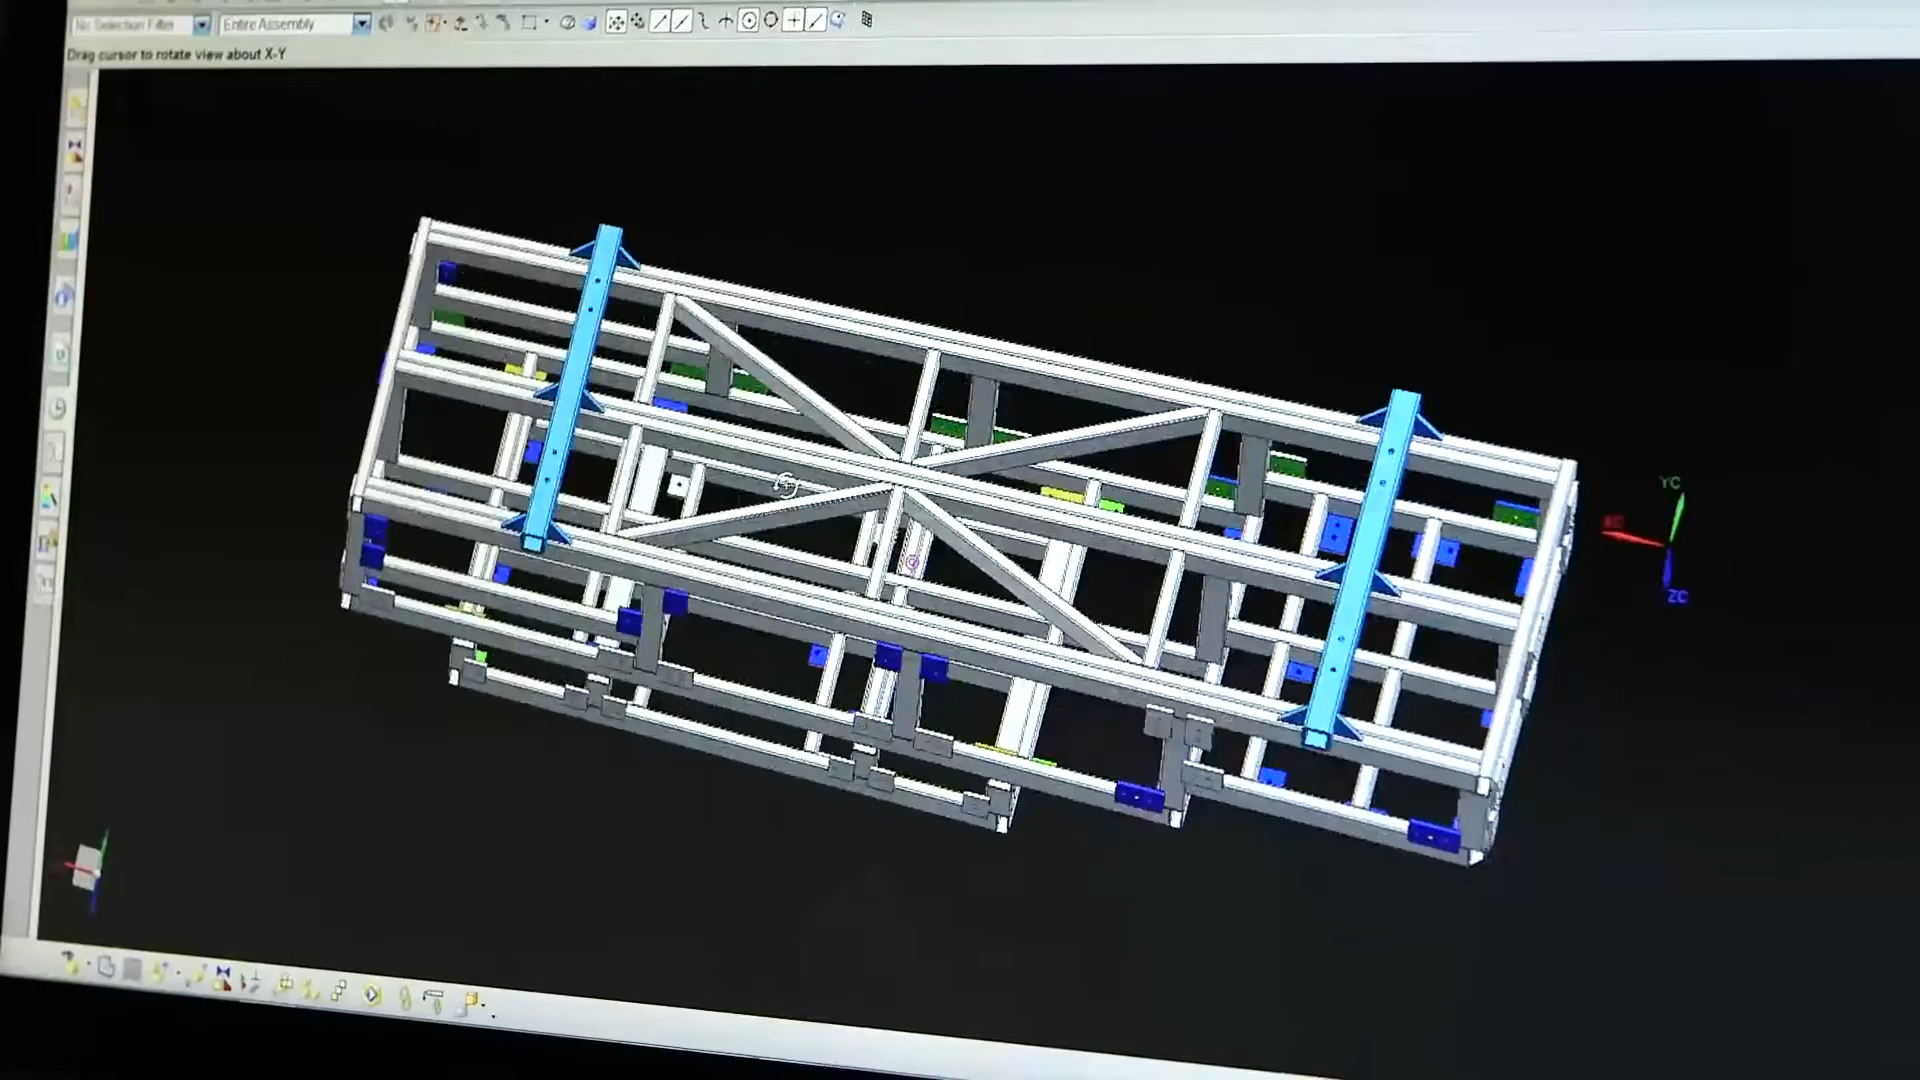 No Selection Filter
Entire Assembly
Drag cursor to rotate view about X-Y
YC
XC
ZC